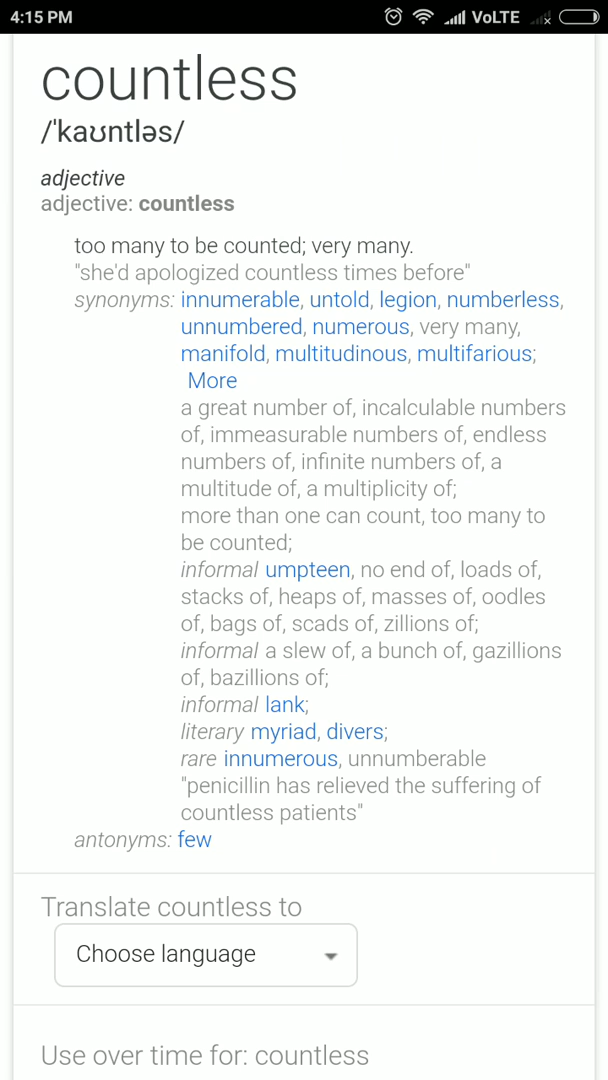 4:15 PM VoLTE
countless
/ˈkaʊntləs/
adjective
adjective: countless
too many to be counted; very many.
"she'd apologized countless times before"
synonyms: innumerable, untold, legion, numberless,
unnumbered, numerous, very many,
manifold, multitudinous, multifarious;
More
a great number of, incalculable numbers
of, immeasurable numbers of, endless
numbers of, infinite numbers of, a
multitude of, a multiplicity of;
more than one can count, too many to
be counted;
informal umpteen, no end of, loads of,
stacks of, heaps of, masses of, oodles
of, bags of, scads of, zillions of;
informal a slew of, a bunch of, gazillions
of, bazillions of;
informal lank;
literary myriad, divers;
rare innumerous, unnumberable
"penicillin has relieved the suffering of
countless patients"
antonyms: few
Translate countless to
Choose language
Use over time for: countless